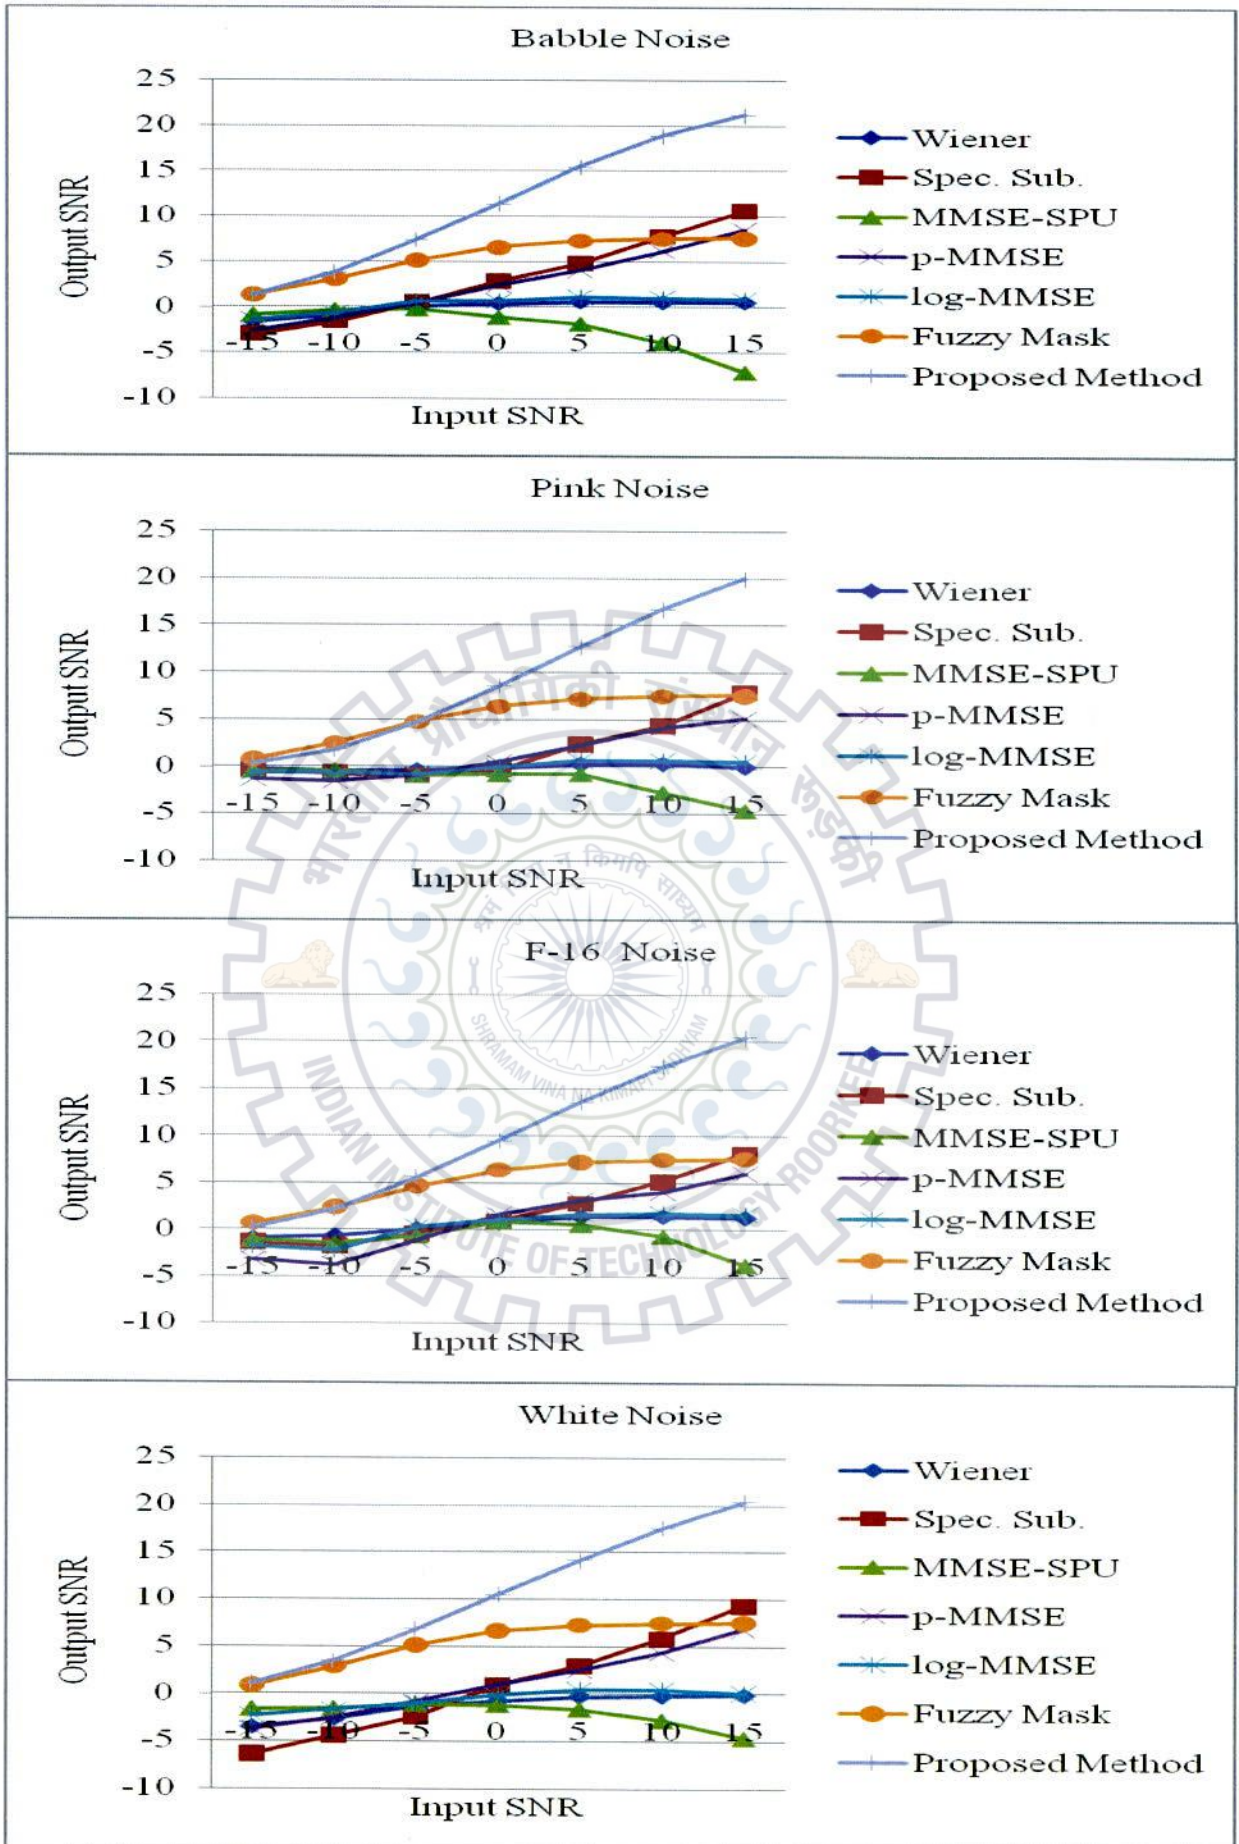 Babble Noise
25
20
15
10
5
0
-5
-10
Output SNR
-15 -10 -5 0 5 10 15
Input SNR
Wiener
Spec. Sub.
MMSE-SPU
p-MMSE
log-MMSE
Fuzzy Mask
Proposed Method
Pink Noise
25
20
15
10
5
0
-5
-10
Output SNR
-15 -10 -5 0 5 10 15
Input SNR
Wiener
Spec. Sub.
MMSE-SPU
p-MMSE
log-MMSE
Fuzzy Mask
Proposed Method
F-16 Noise
25
20
15
10
5
0
-5
-10
Output SNR
-15 -10 -5 0 5 10 15
Input SNR
Wiener
Spec. Sub.
MMSE-SPU
p-MMSE
log-MMSE
Fuzzy Mask
Proposed Method
White Noise
25
20
15
10
5
0
-5
-10
Output SNR
-15 -10 -5 0 5 10 15
Input SNR
Wiener
Spec. Sub.
MMSE-SPU
p-MMSE
log-MMSE
Fuzzy Mask
Proposed Method
भारतीय प्रौद्योगिकी संस्थान रुड़की
श्रमं विना न किमपि साध्यम्
SHRAMAM VINA NA KIMAPI SADHYAM
INDIAN INSTITUTE OF TECHNOLOGY ROORKEE